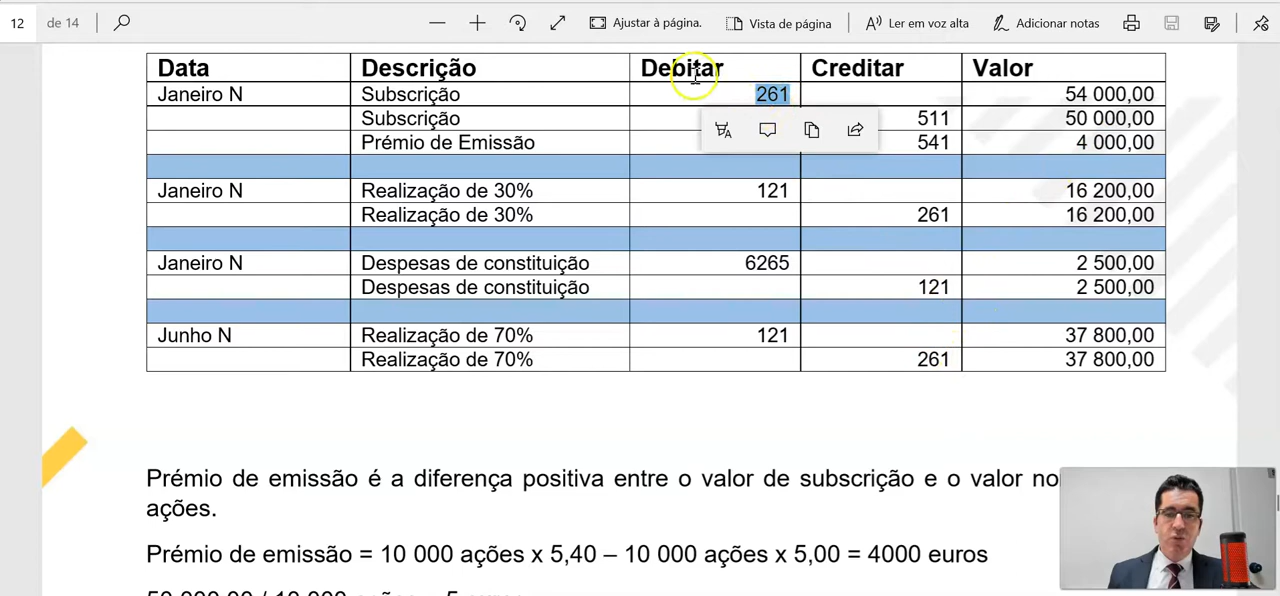 12 de 14 Ajustar à página. Vista de página Ler em voz alta Adicionar notas
Data Descrição Debitar Creditar Valor
Janeiro N Subscrição 261 54 000,00
Subscrição 511 50 000,00
Prémio de Emissão 541 4 000,00
Janeiro N Realização de 30% 121 16 200,00
Realização de 30% 261 16 200,00
Janeiro N Despesas de constituição 6265 2 500,00
Despesas de constituição 121 2 500,00
Junho N Realização de 70% 121 37 800,00
Realização de 70% 261 37 800,00
Prémio de emissão é a diferença positiva entre o valor de subscrição e o valor no
ações.
Prémio de emissão = 10 000 ações x 5,40 – 10 000 ações x 5,00 = 4000 euros